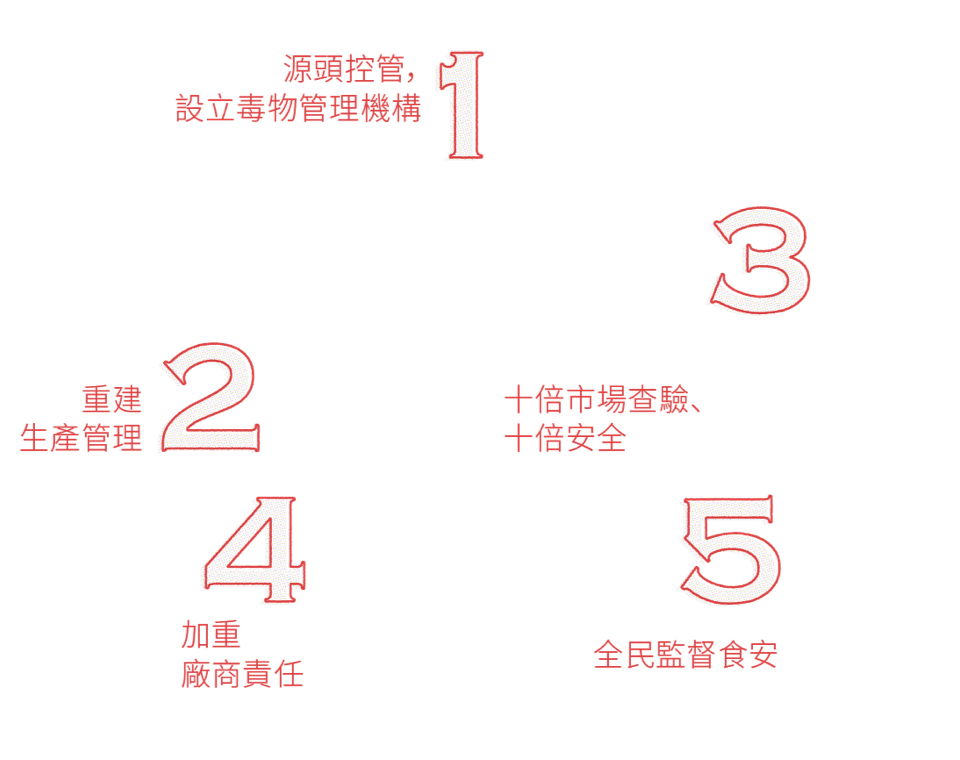 源頭控管,
設立毒物管理機構
1
3
2
重建
生產管理
十倍市場查驗、
十倍安全
4
加重
廠商責任
5
全民監督食安